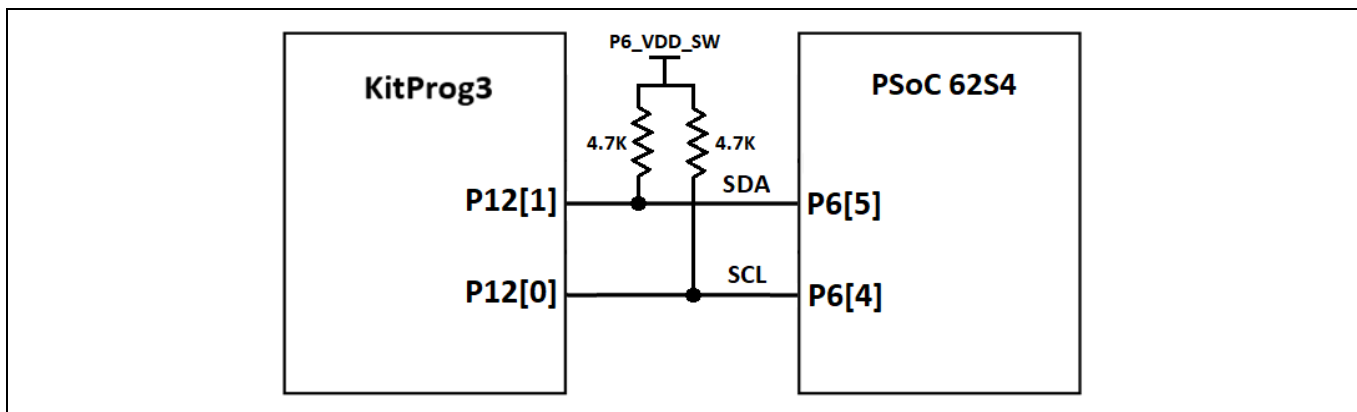 P6_VDD_SW
KitProg3
PSoC 62S4
4.7K
4.7K
SDA
P12[1]
P6[5]
SCL
P12[0]
P6[4]